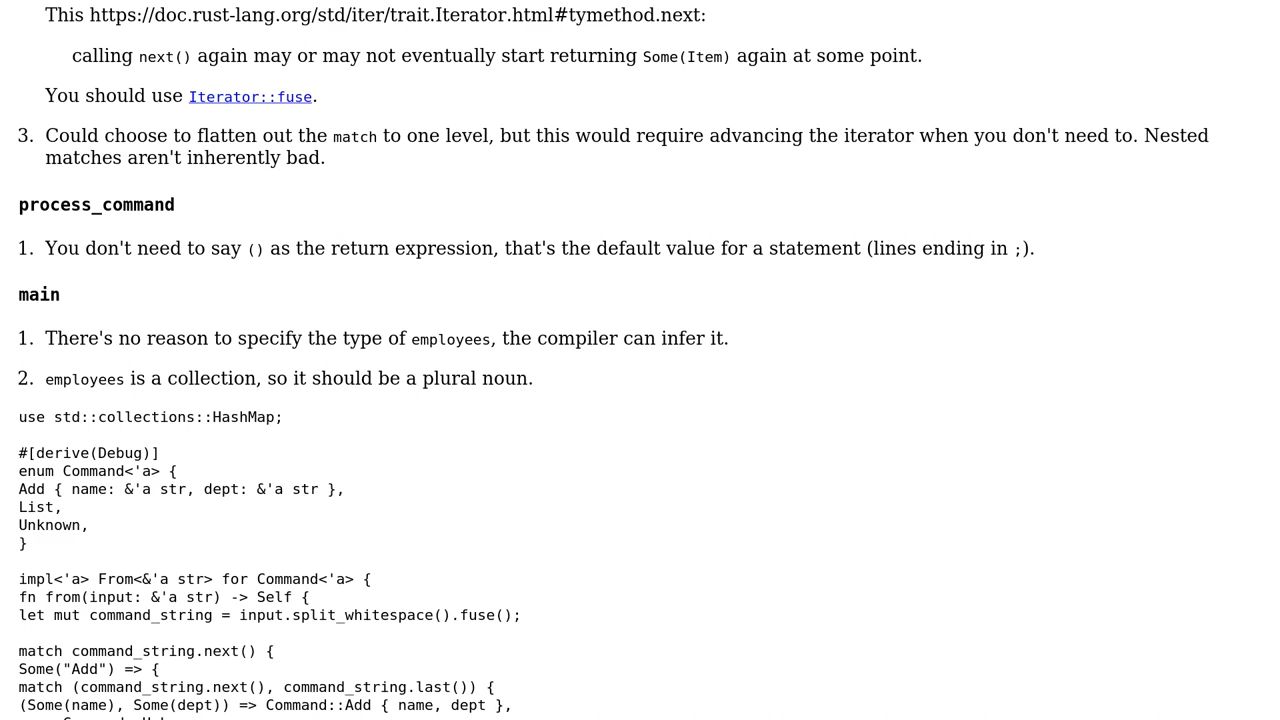 This https://doc.rust-lang.org/std/iter/trait.Iterator.html#tymethod.next:
calling next() again may or may not eventually start returning Some(Item) again at some point.
You should use Iterator::fuse.
3. Could choose to flatten out the match to one level, but this would require advancing the iterator when you don't need to. Nested
matches aren't inherently bad.
process_command
1. You don't need to say () as the return expression, that's the default value for a statement (lines ending in ;).
main
1. There's no reason to specify the type of employees, the compiler can infer it.
2. employees is a collection, so it should be a plural noun.
use std::collections::HashMap;
#[derive(Debug)]
enum Command<'a> {
Add { name: &'a str, dept: &'a str },
List,
Unknown,
}
impl<'a> From<&'a str> for Command<'a> {
fn from(input: &'a str) -> Self {
let mut command_string = input.split_whitespace().fuse();
match command_string.next() {
Some("Add") => {
match (command_string.next(), command_string.last()) {
(Some(name), Some(dept)) => Command::Add { name, dept },